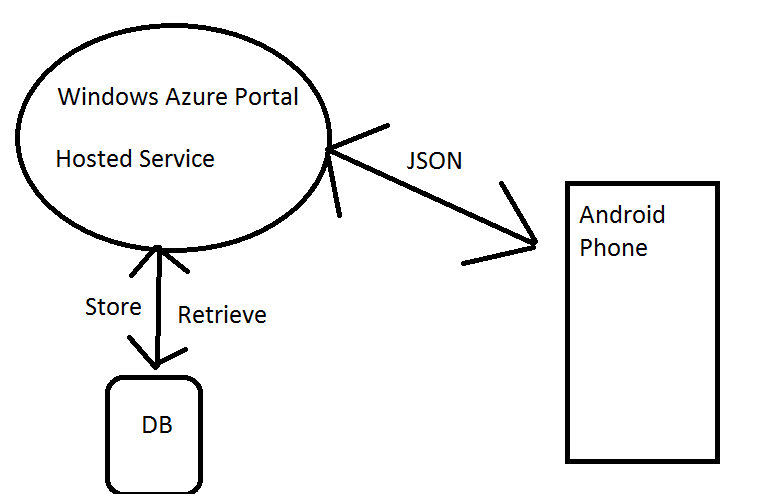 Windows Azure Portal
Hosted Service
JSON
Android
Phone
Store
Retrieve
DB